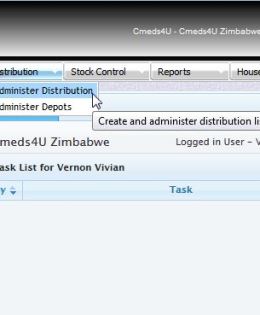 Cmeds4U - Cmeds4U Zimbabwe
stribution Stock Control Reports House
dminister Distribution
dminister Depots
Create and administer distribution li
meds4U Zimbabwe Logged in User - V
ask List for Vernon Vivian
y Task